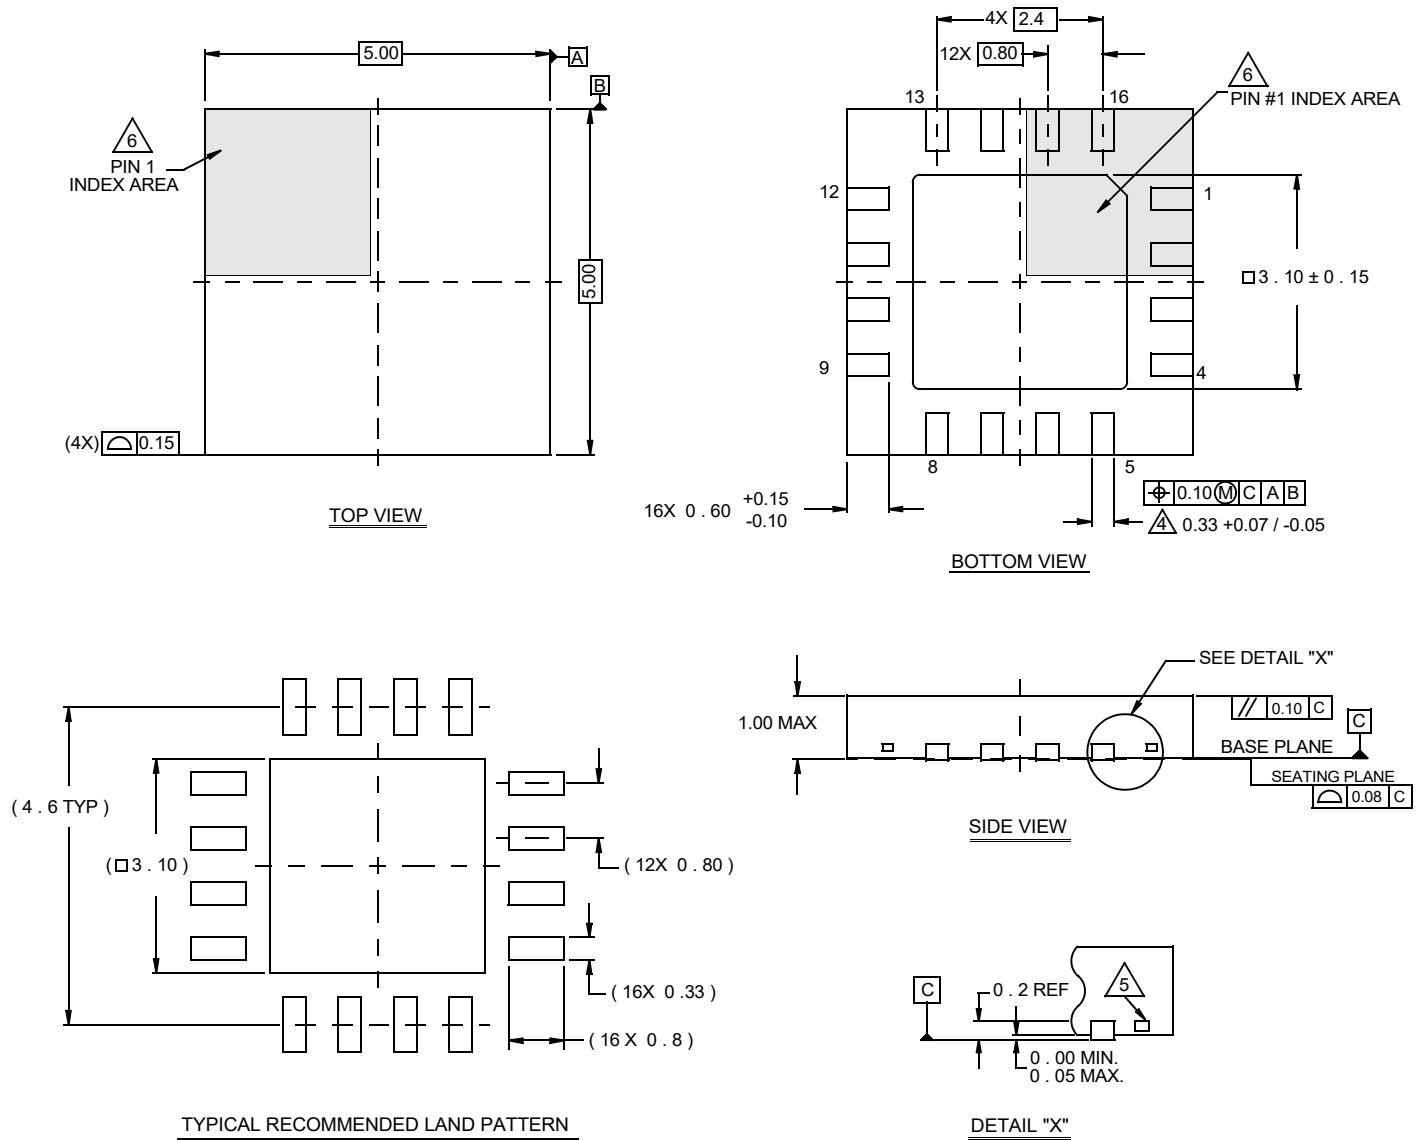 5.00
A
B
6
PIN 1
INDEX AREA
5.00
(4X) 0.15
TOP VIEW
4X 2.4
12X 0.80
6
PIN #1 INDEX AREA
13
16
12
1
3 . 10 ± 0 . 15
9
4
8
5
16X 0 . 60 +0.15
-0.10
0.10 M C A B
4 0.33 +0.07 / -0.05
BOTTOM VIEW
( 4 . 6 TYP )
( 3 . 10 )
( 12X 0 . 80 )
( 16X 0 .33 )
( 16 X 0 . 8 )
TYPICAL RECOMMENDED LAND PATTERN
SEE DETAIL "X"
1.00 MAX
// 0.10 C
C
BASE PLANE
SEATING PLANE
0.08 C
SIDE VIEW
C
0 . 2 REF
5
0 . 00 MIN.
0 . 05 MAX.
DETAIL "X"